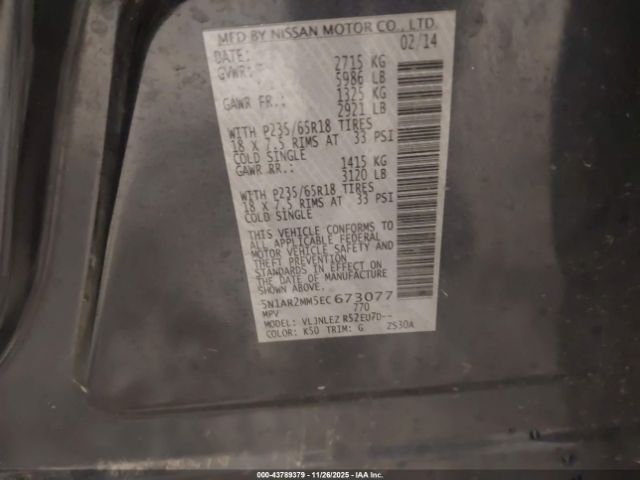 MFD BY NISSAN MOTOR CO., LTD.
DATE: 02/14
GVWR: 2715 KG
5986 LB
GAWR FR.: 1325 KG
2921 LB
WITH P235/65R18 TIRES
18 X 7.5 RIMS AT 33 PSI
COLD SINGLE
GAWR RR.: 1415 KG
3120 LB
WITH P235/65R18 TIRES
18 X 7.5 RIMS AT 33 PSI
COLD SINGLE
THIS VEHICLE CONFORMS TO
ALL APPLICABLE FEDERAL
MOTOR VEHICLE SAFETY AND
THEFT PREVENTION
STANDARDS IN EFFECT ON
THE DATE OF MANUFACTURE
SHOWN ABOVE.
5N1AR2MM5EC673077
MPV 770
MODEL: VLJNLEZ R52EU7D--
COLOR: K50 TRIM: G ZS30A
000-43789379 | 11/26/2025 - IAA Inc.